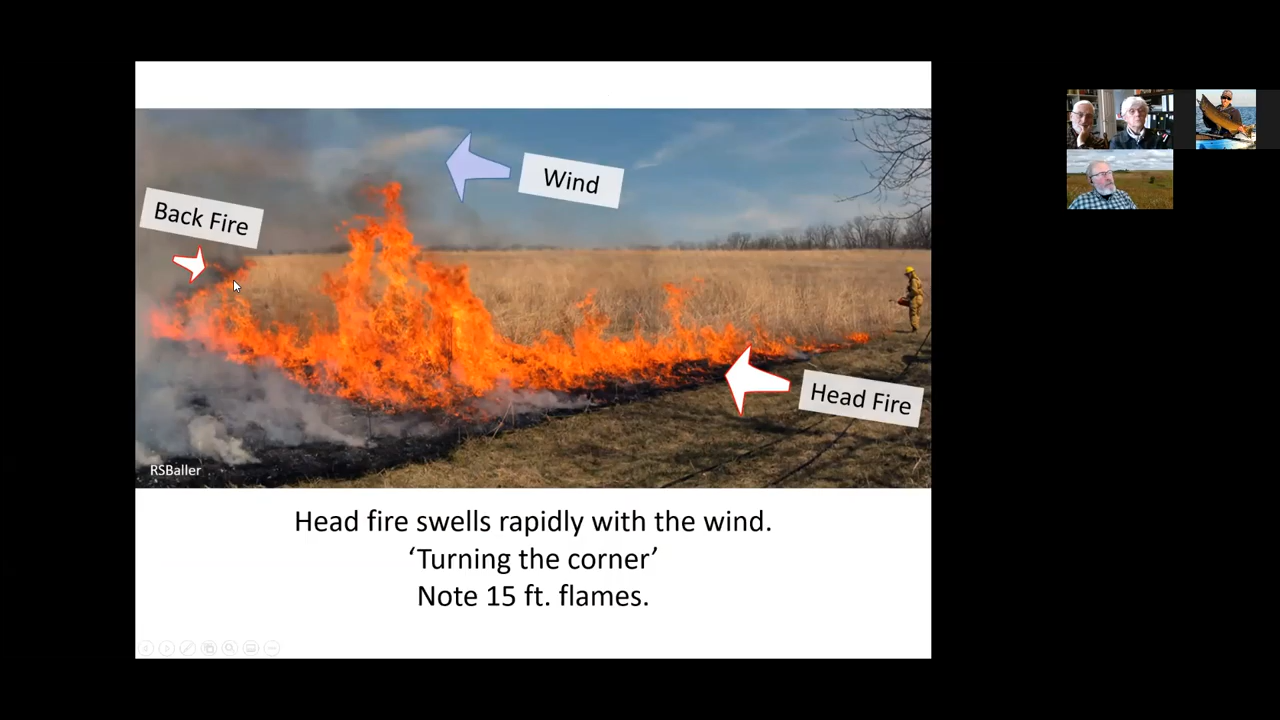 Wind
Back Fire
Head Fire
RSBaller
Head fire swells rapidly with the wind.
‘Turning the corner’
Note 15 ft. flames.